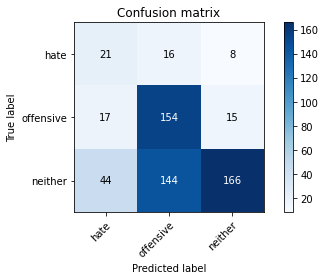 Confusion matrix
160
hate 21 16 8
140
120
100
True label
offensive 17 154 15
80
60
neither 44 144 166
40
20
hate offensive neither
Predicted label